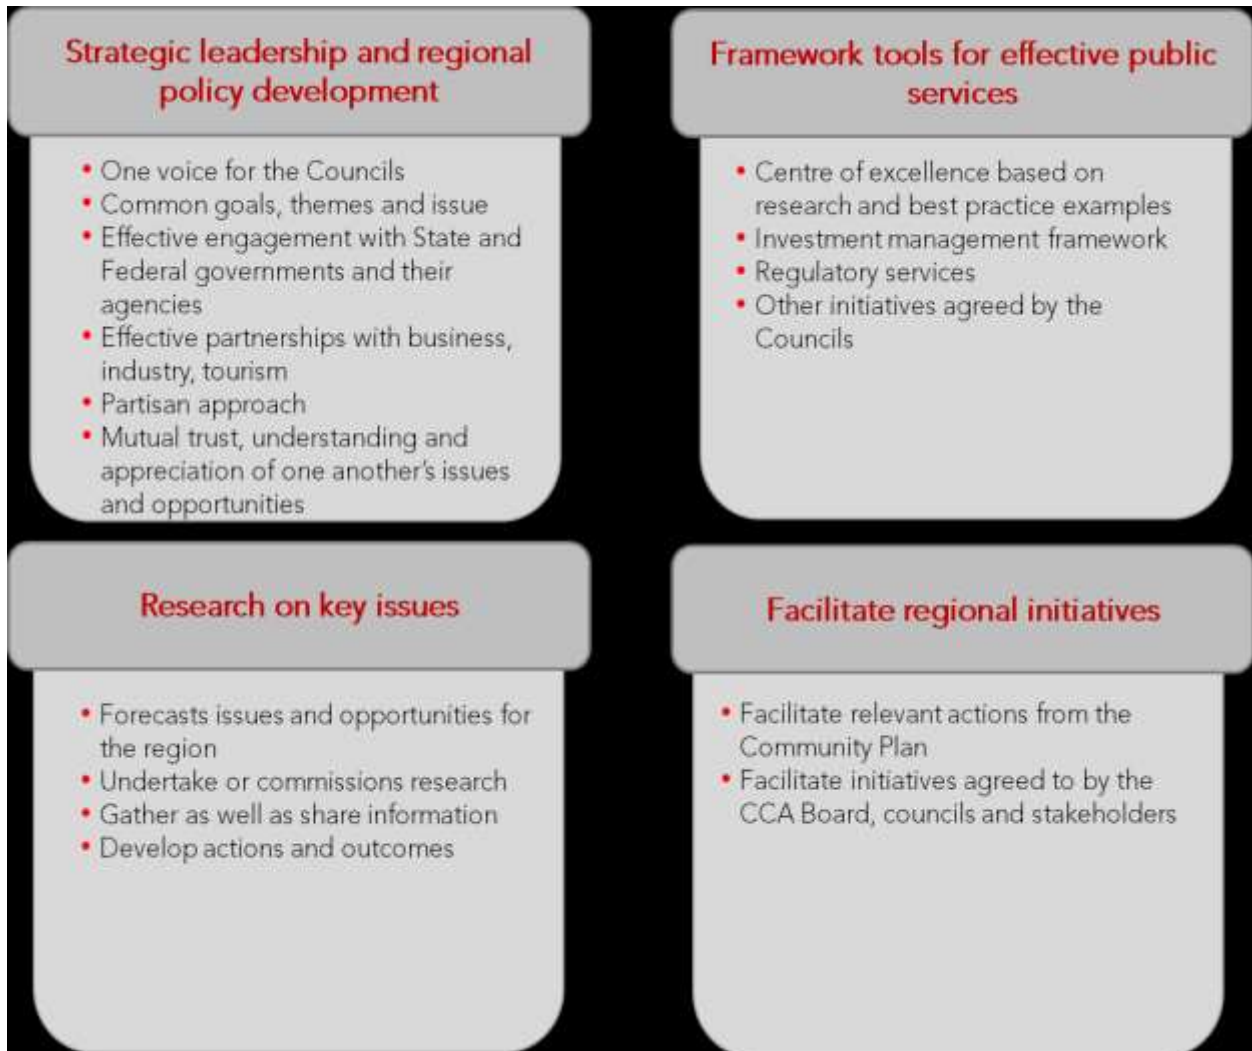 Strategic leadership and regional
policy development
• One voice for the Councils
• Common goals, themes and issue
• Effective engagement with State and
Federal governments and their
agencies
• Effective partnerships with business,
industry, tourism
• Partisan approach
• Mutual trust, understanding and
appreciation of one another's issues
and opportunities
Framework tools for effective public
services
• Centre of excellence based on
research and best practice examples
• Investment management framework
• Regulatory services
• Other initiatives agreed by the
Councils
Research on key issues
• Forecasts issues and opportunities for
the region
• Undertake or commissions research
• Gather as well as share information
• Develop actions and outcomes
Facilitate regional initiatives
• Facilitate relevant actions from the
Community Plan
• Facilitate initiatives agreed to by the
CCA Board, councils and stakeholders